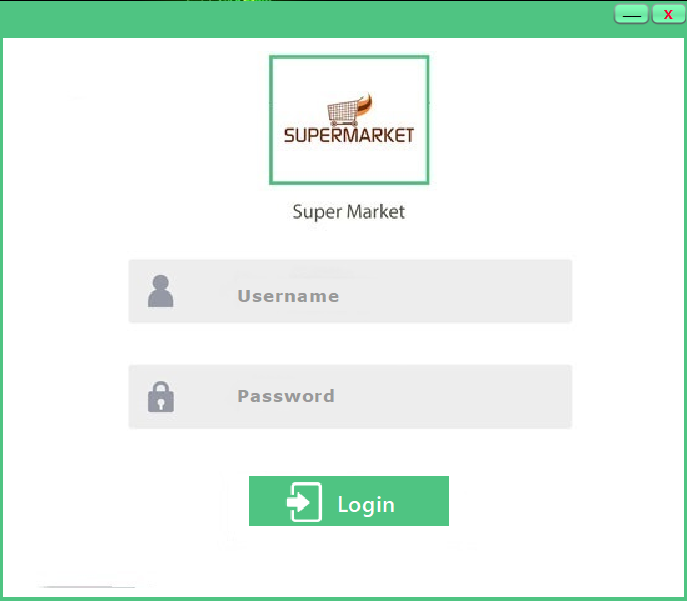 X
SUPERMARKET
Super Market
Username
Password
Login